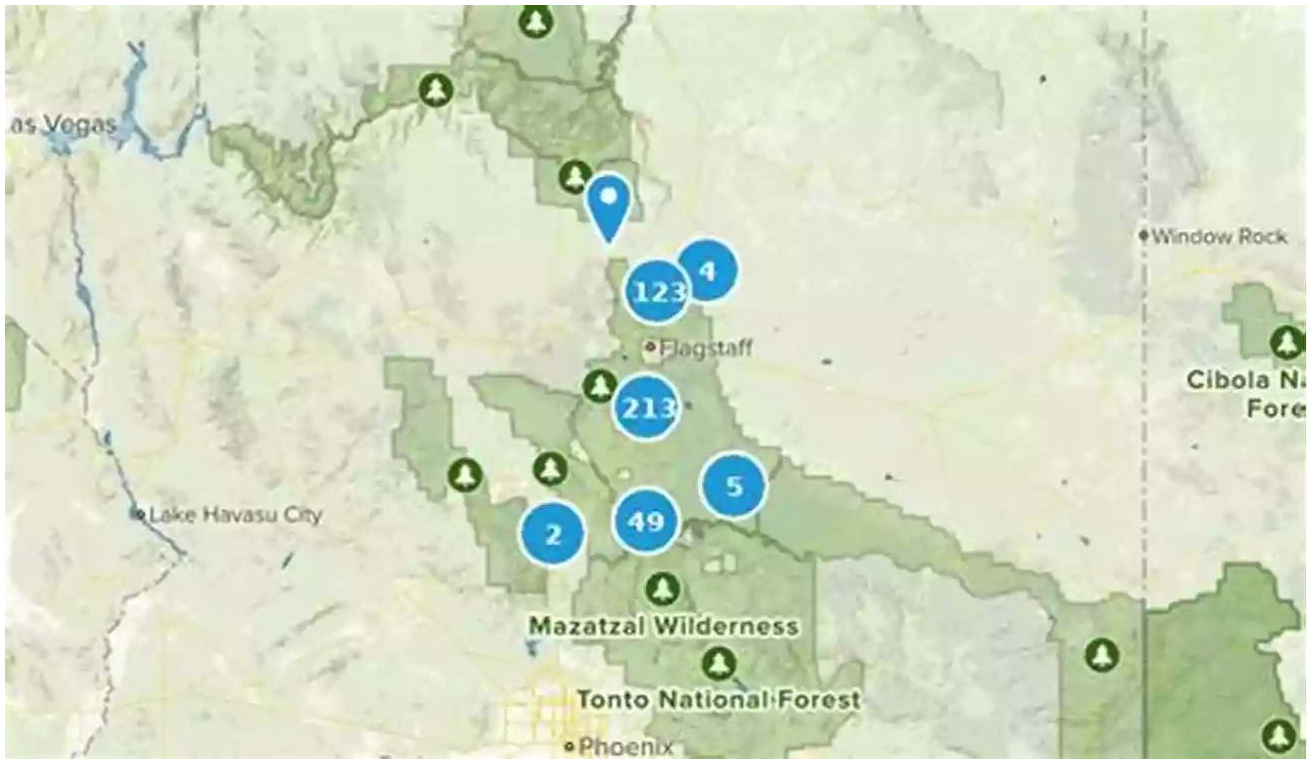 as Vegas
Window Rock
4
123
Flagstaff
Cibola Na
Fore
213
5
Lake Havasu City
49
2
Mazatzal Wilderness
Tonto National Forest
Phoenix